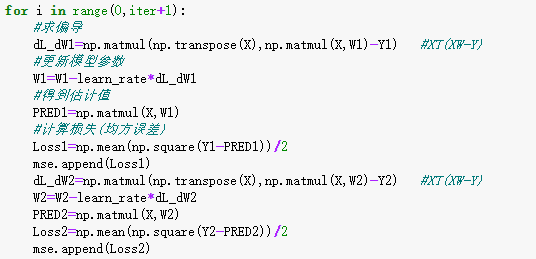 for i in range(0,iter+1):
    #求偏导
    dL_dW1=np.matmul(np.transpose(X),np.matmul(X,W1)-Y1)   #XT(XW-Y)
    #更新模型参数
    W1=W1-learn_rate*dL_dW1
    #得到估计值
    PRED1=np.matmul(X,W1)
    #计算损失(均方误差)
    Loss1=np.mean(np.square(Y1-PRED1))/2
    mse.append(Loss1)
    dL_dW2=np.matmul(np.transpose(X),np.matmul(X,W2)-Y2)   #XT(XW-Y)
    W2=W2-learn_rate*dL_dW2
    PRED2=np.matmul(X,W2)
    Loss2=np.mean(np.square(Y2-PRED2))/2
    mse.append(Loss2)